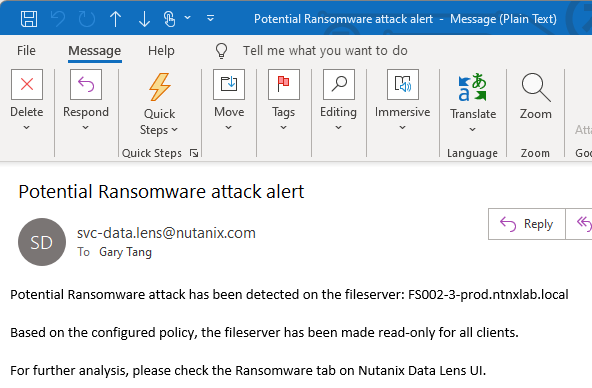 Potential Ransomware attack alert - Message (Plain Text)
File Message Tell me what you want to do
Delete Respond Quick Steps Move Tags Editing Immersive Translate Zoom
Quick Steps Language Zoom
Potential Ransomware attack alert
SD
svc-data.lens@nutanix.com
To Gary Tang
Reply
Potential Ransomware attack has been detected on the fileserver: FS002-3-prod.ntnxlab.local
Based on the configured policy, the fileserver has been made read-only for all clients.
For further analysis, please check the Ransomware tab on Nutanix Data Lens UI.